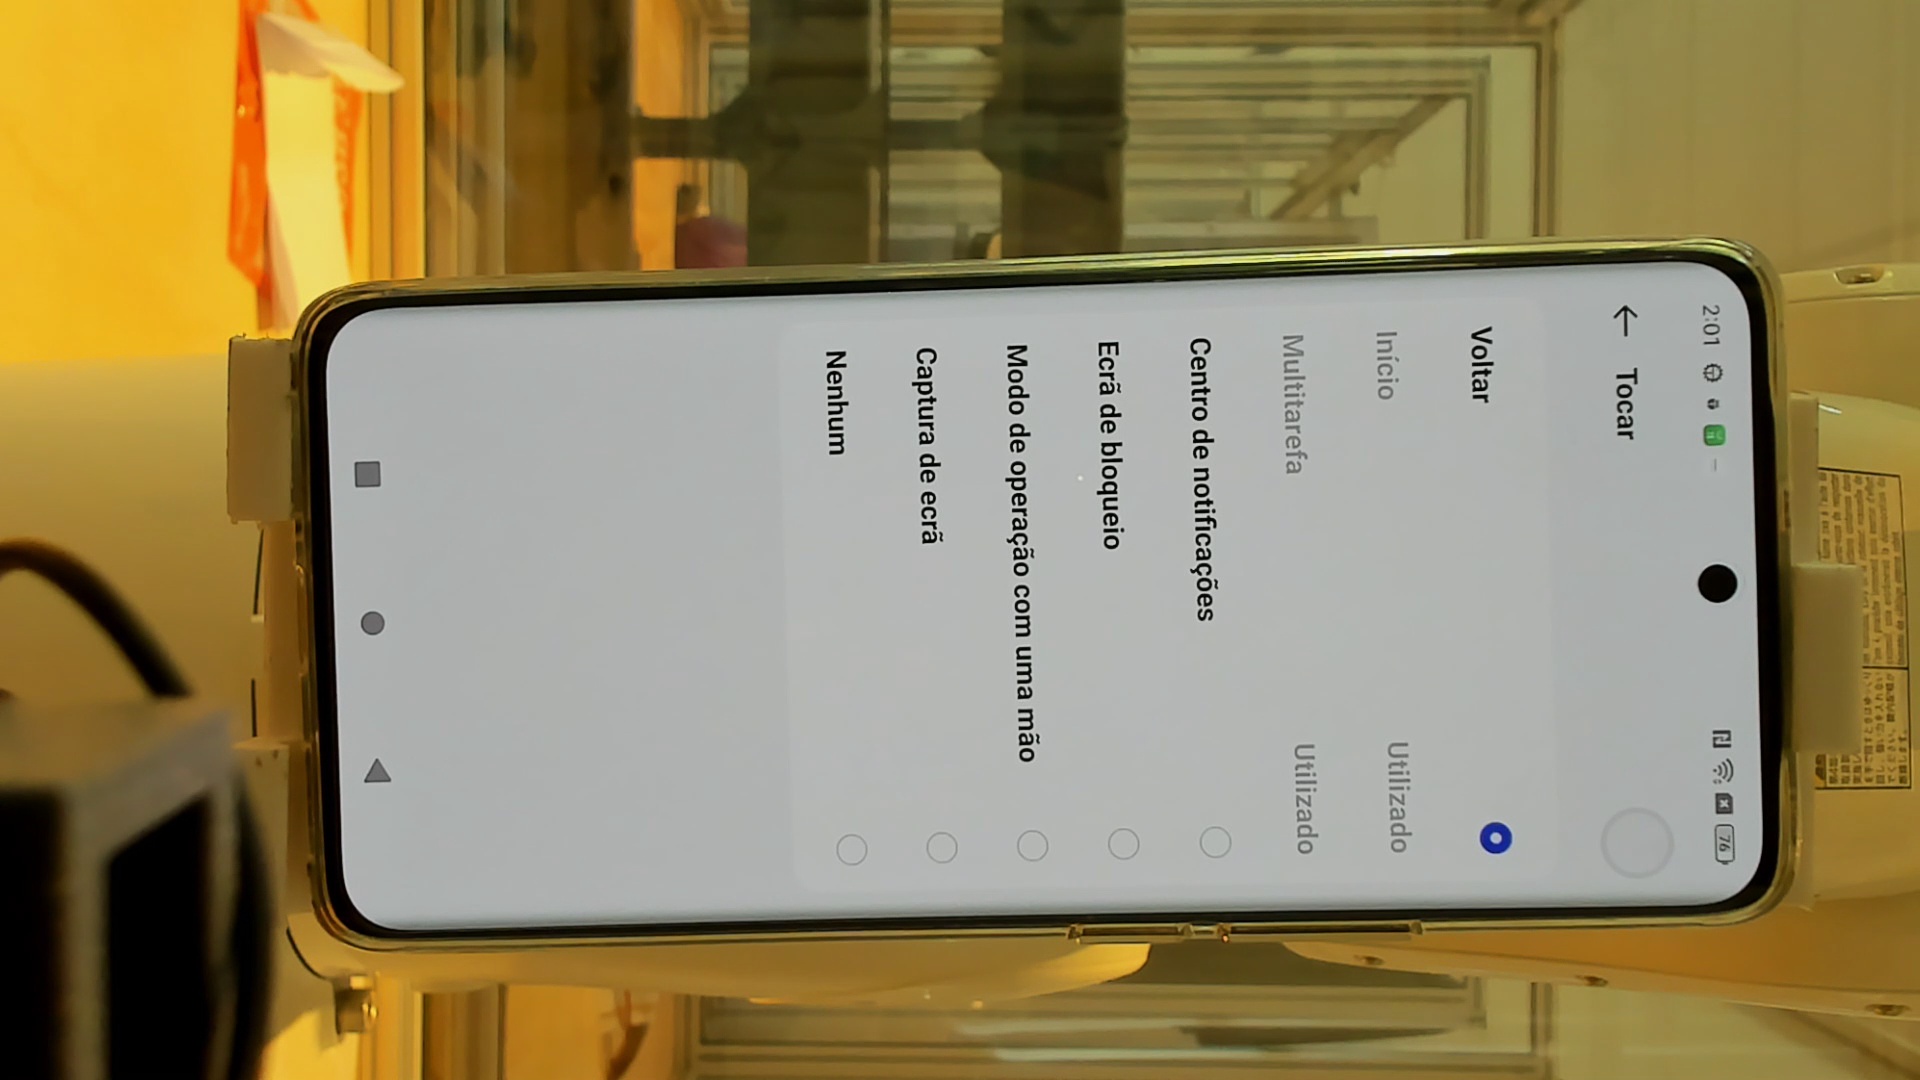 2:01
76
Tocar
Voltar
Início Utilizado
Multitarefa Utilizado
Centro de notificações
Ecrã de bloqueio
Modo de operação com uma mão
Captura de ecrã
Nenhum